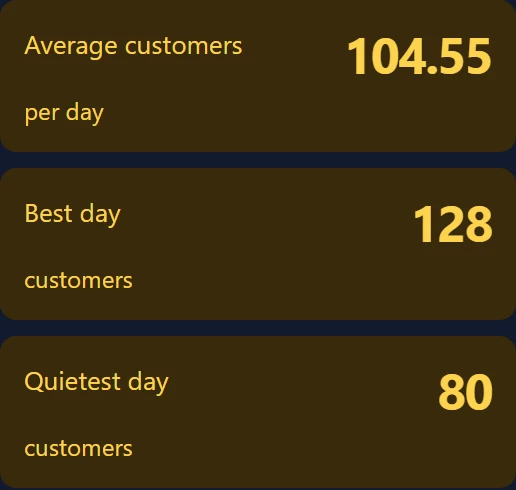 Average customers
104.55
per day
Best day
128
customers
Quietest day
80
customers